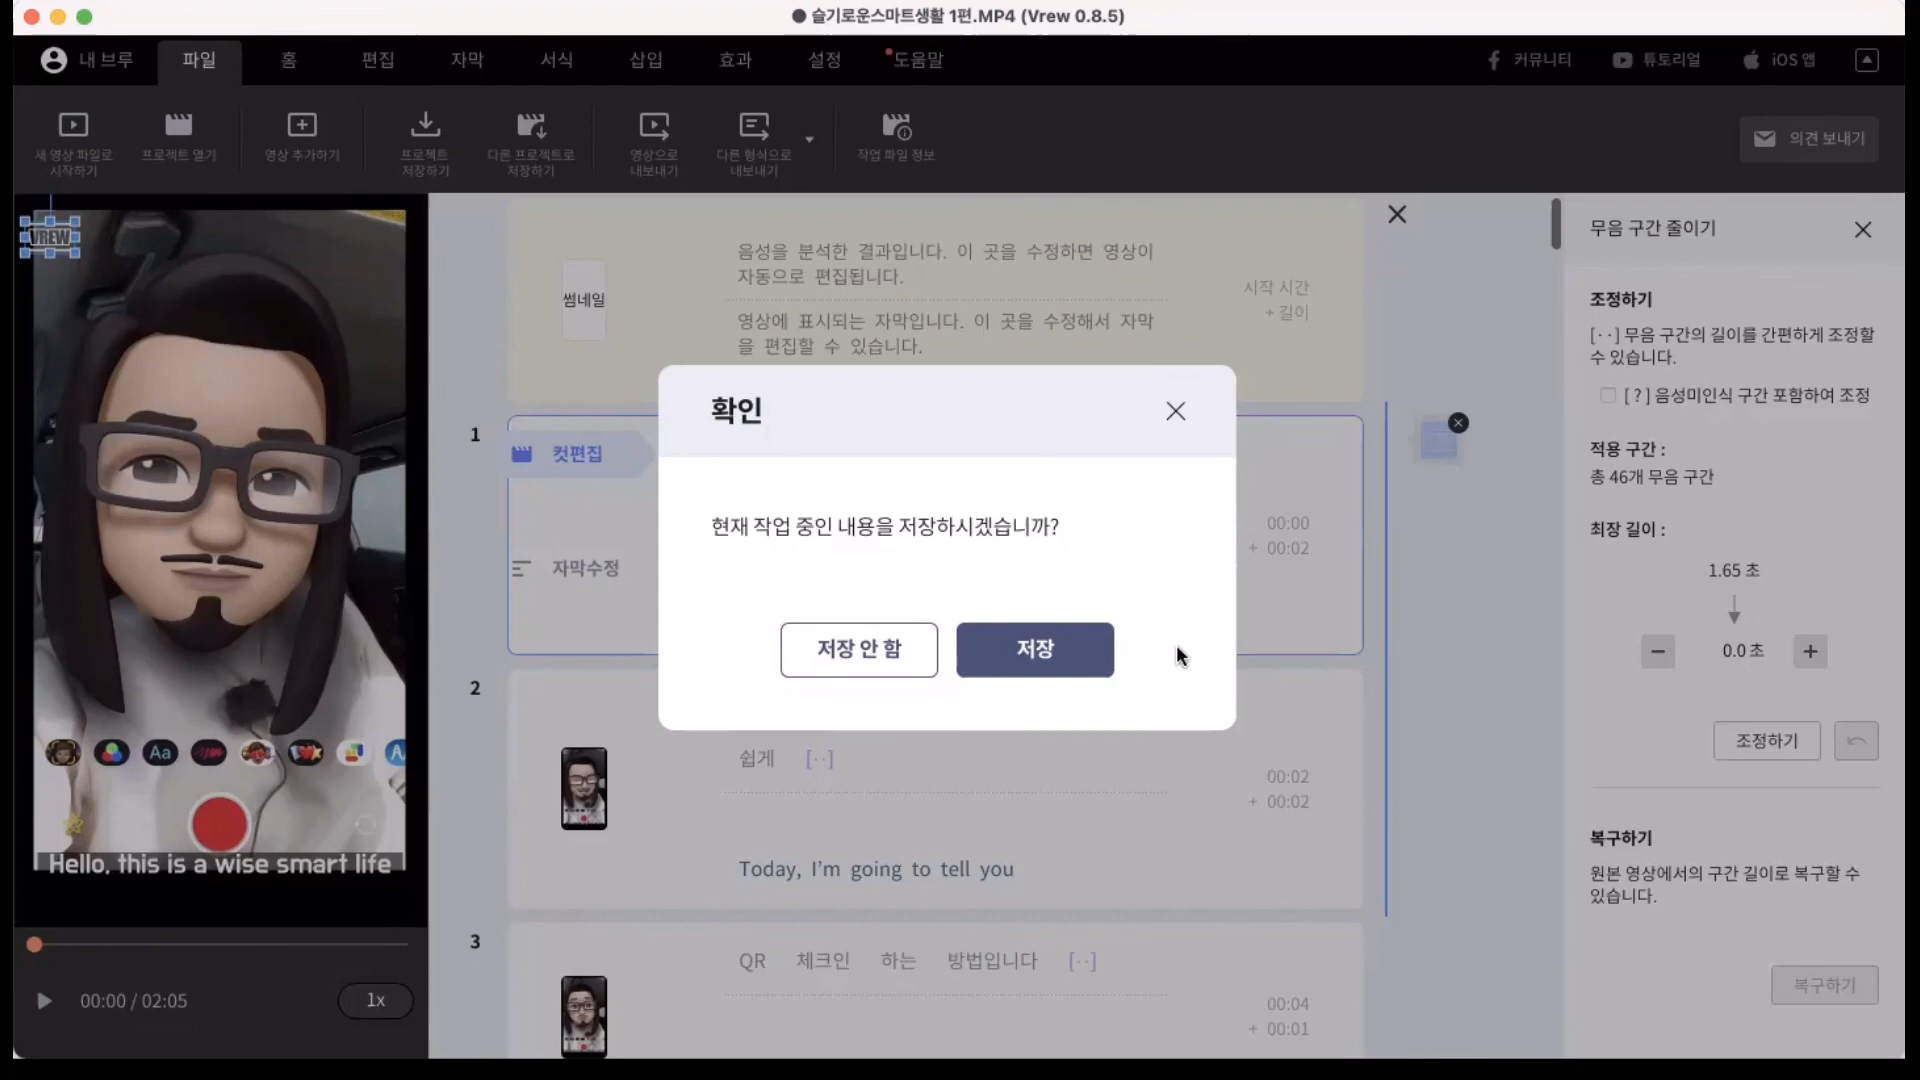 슬기로운스마트생활 1편.MP4 (Vrew 0.8.5)
내 브루
파일
홈
편집
자막
서식
삽입
효과
설정
도움말
커뮤니티
튜토리얼
iOS 앱
새 영상 파일로
시작하기
프로젝트 열기
영상 추가하기
프로젝트
저장하기
다른 프로젝트로
저장하기
영상으로
내보내기
다른 형식으로
내보내기
작업 파일 정보
의견 보내기
VREW
Aa
Hello, this is a wise smart life
00:00 / 02:05
1x
썸네일
음성을 분석한 결과입니다. 이 곳을 수정하면 영상이
자동으로 편집됩니다.
영상에 표시되는 자막입니다. 이 곳을 수정해서 자막
을 편집할 수 있습니다.
시작 시간
+ 길이
1
컷편집
자막수정
00:00
+ 00:02
확인
현재 작업 중인 내용을 저장하시겠습니까?
저장 안 함
저장
2
쉽게 [··]
00:02
+ 00:02
Today, I'm going to tell you
3
QR 체크인 하는 방법입니다 [··]
00:04
+ 00:01
무음 구간 줄이기
조정하기
[··] 무음 구간의 길이를 간편하게 조정할
수 있습니다.
[ ? ] 음성미인식 구간 포함하여 조정
적용 구간 :
총 46개 무음 구간
최장 길이 :
1.65 초
0.0 초
조정하기
복구하기
원본 영상에서의 구간 길이로 복구할 수
있습니다.
복구하기